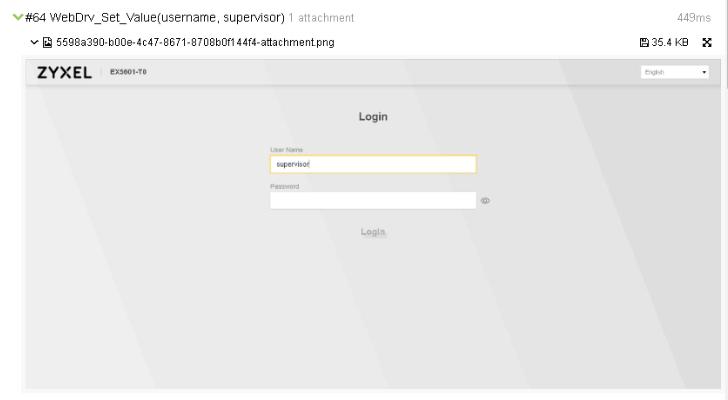 #64 WebDrv_Set_Value(username, supervisor) 1 attachment 449ms
5598a390-b00e-4c47-8671-8708b0f144f4-attachment.png 35.4 KB
ZYXEL EX5601-T0 English
Login
User Name
supervisor
Password
Login